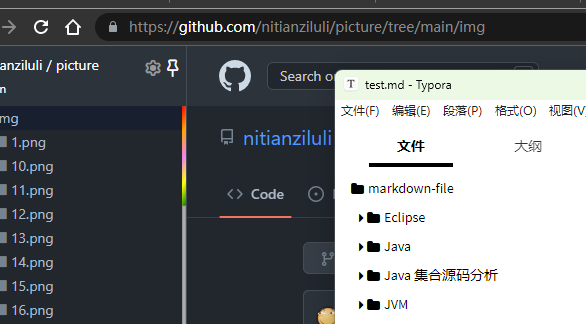 https://github.com/nitianziluli/picture/tree/main/img
anziluli / picture
m
mg
1.png
10.png
11.png
12.png
13.png
14.png
15.png
16.png
Search or
nitianziluli
Code
T test.md - Typora
文件(F) 编辑(E) 段落(P) 格式(O) 视图(V)
文件 大纲
markdown-file
Eclipse
Java
Java 集合源码分析
JVM